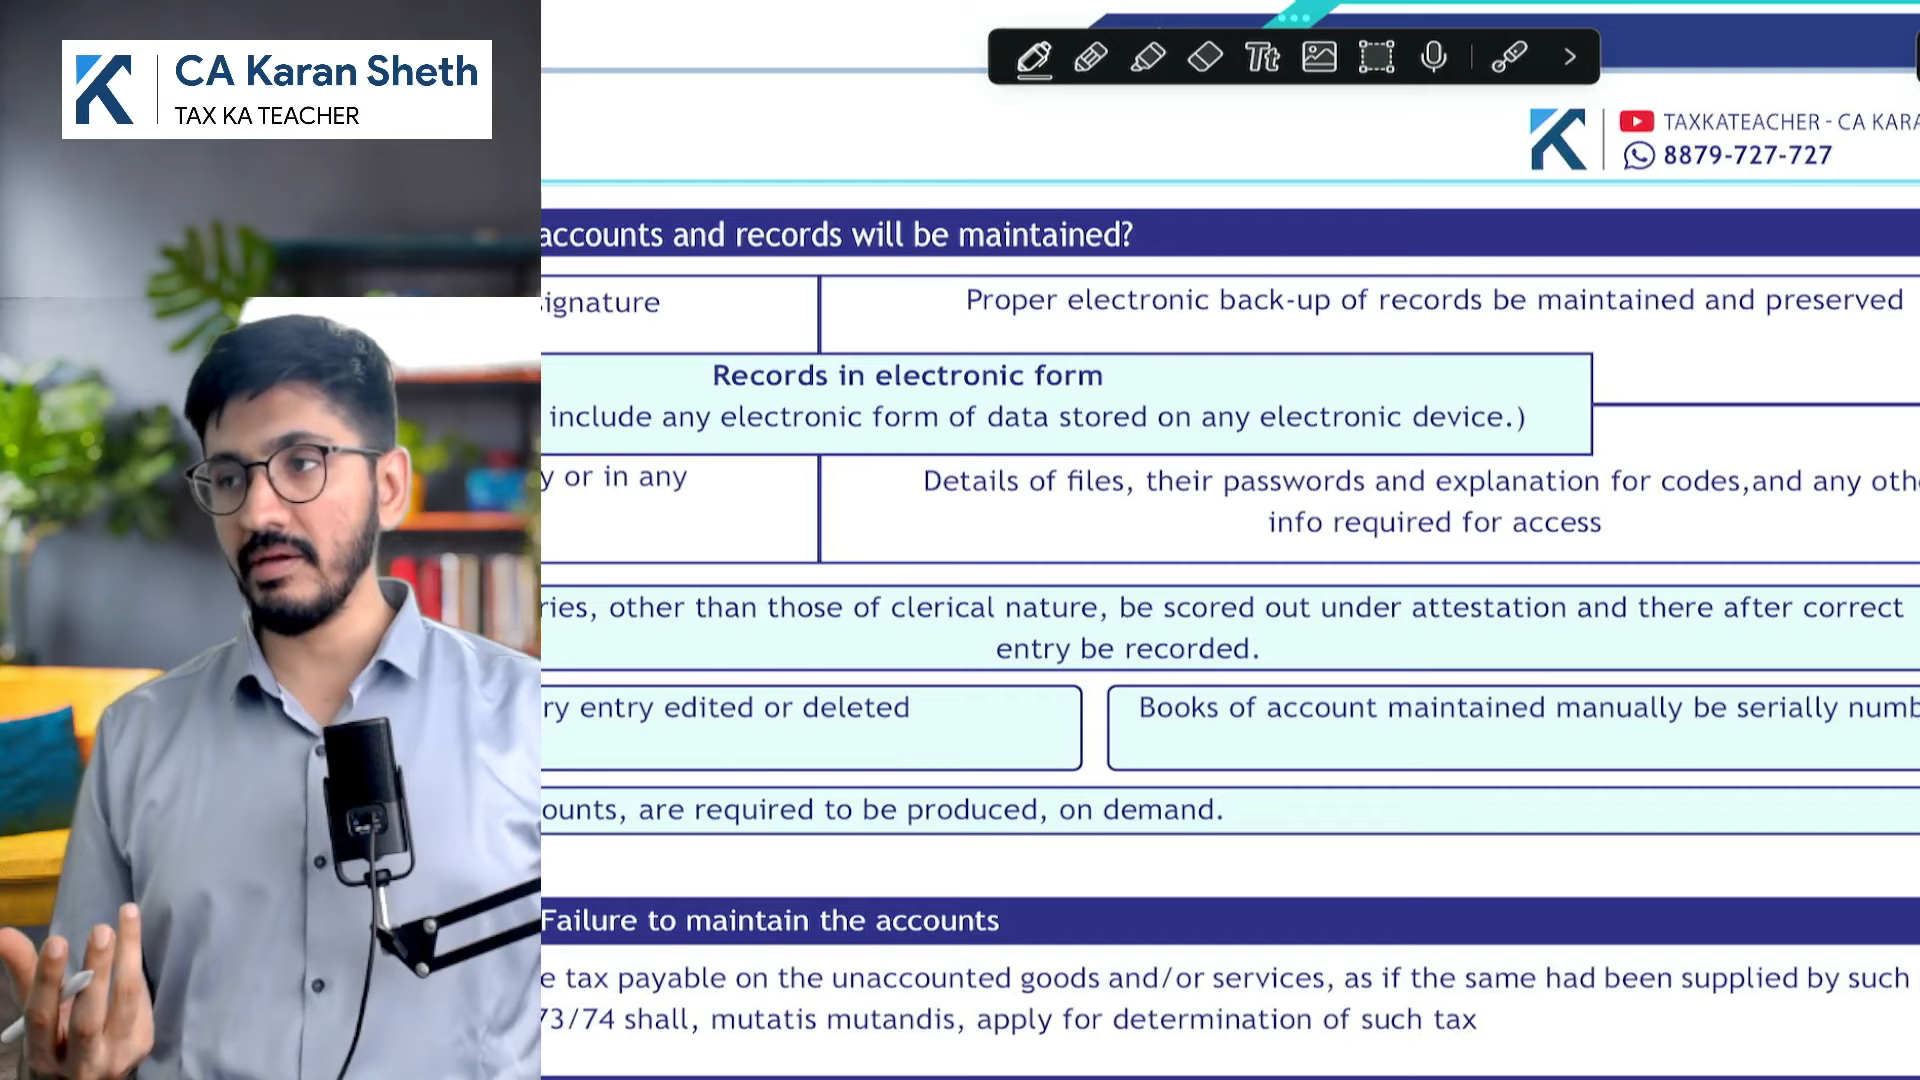 CA Karan Sheth
TAX KA TEACHER
Tt
TAXKATEACHER - CA KARA
8879-727-727
accounts and records will be maintained?
ignature
Proper electronic back-up of records be maintained and preserved
Records in electronic form
include any electronic form of data stored on any electronic device.)
y or in any
Details of files, their passwords and explanation for codes,and any oth
info required for access
ries, other than those of clerical nature, be scored out under attestation and there after correct
entry be recorded.
ry entry edited or deleted
Books of account maintained manually be serially numb
ounts, are required to be produced, on demand.
Failure to maintain the accounts
e tax payable on the unaccounted goods and/or services, as if the same had been supplied by such
73/74 shall, mutatis mutandis, apply for determination of such tax